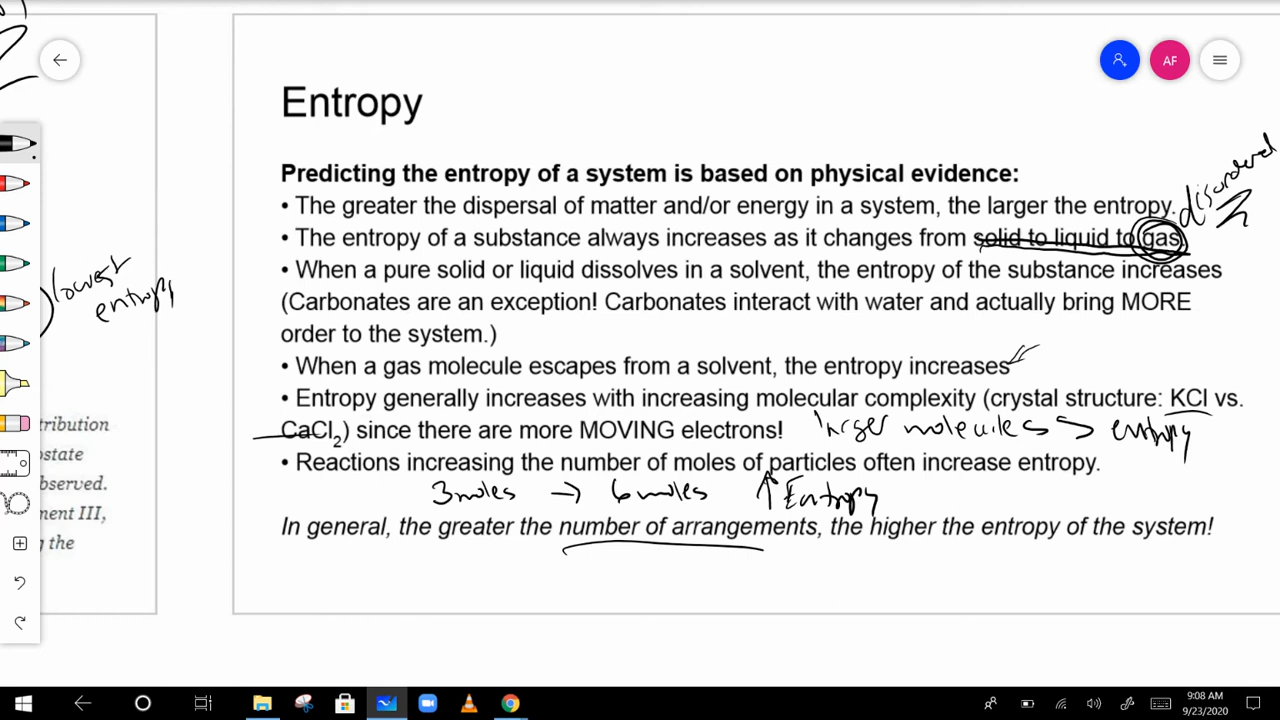 AF
Entropy
Predicting the entropy of a system is based on physical evidence:
• The greater the dispersal of matter and/or energy in a system, the larger the entropy.
disordered
• The entropy of a substance always increases as it changes from solid to liquid to gas.
• When a pure solid or liquid dissolves in a solvent, the entropy of the substance increases
(Carbonates are an exception! Carbonates interact with water and actually bring MORE
order to the system.)
lowest
entropy
• When a gas molecule escapes from a solvent, the entropy increases
• Entropy generally increases with increasing molecular complexity (crystal structure: KCl vs.
CaCl2) since there are more MOVING electrons!
larger molecules → entropy
• Reactions increasing the number of moles of particles often increase entropy.
3 moles → 6 moles ↑ Entropy
In general, the greater the number of arrangements, the higher the entropy of the system!
tribution
state
bserved.
ment III,
g the
9:08 AM
9/23/2020